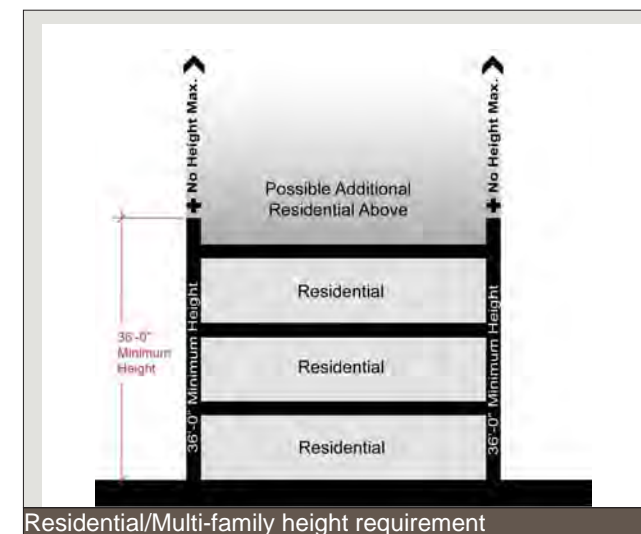 + No Height Max.
+ No Height Max.
Possible Additional
Residential Above
36'-0"
Minimum
Height
36'-0" Minimum Height
36'-0" Minimum Height
Residential
Residential
Residential
Residential/Multi-family height requirement